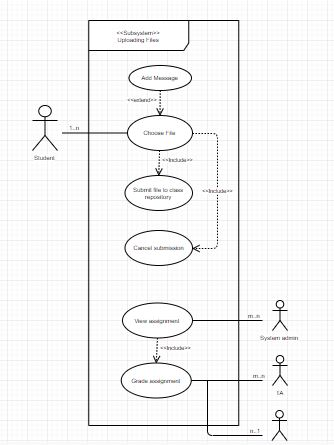 <<Subsystem>>
Uploading Files
Add Message
<<extend>>
1..n
Choose File
Student
<<Include>>
Submit file to class
repository
<<Include>>
Cancel submission
View assignment
m..n
System admin
<<Include>>
Grade assignment
m..n
TA
n..1